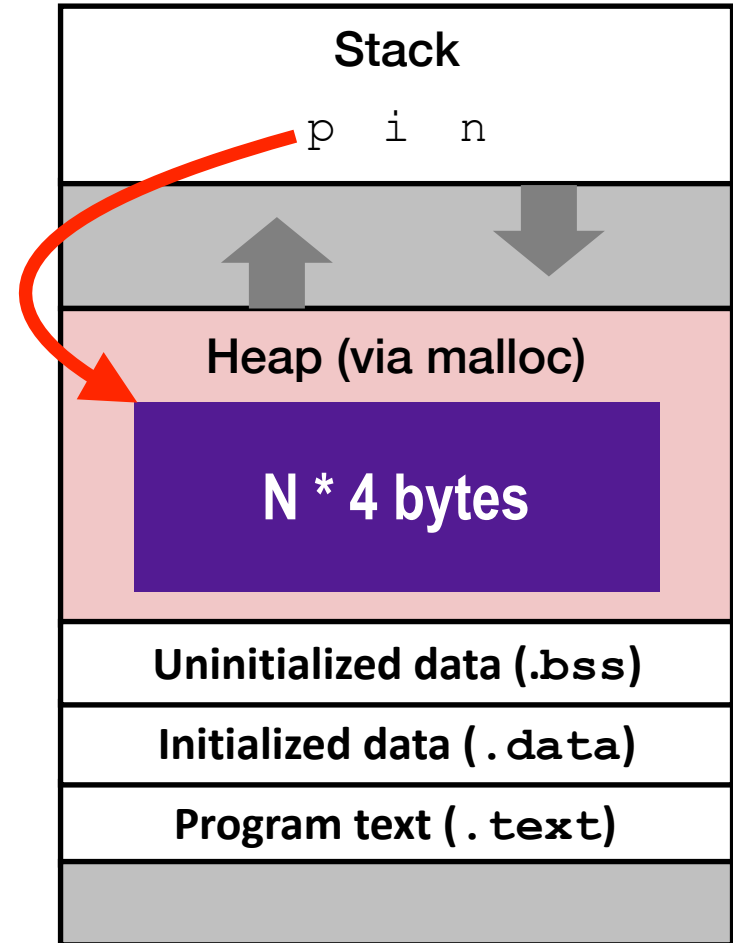 Stack
p i n
Heap (via malloc)
N * 4 bytes
Uninitialized data (.bss)
Initialized data (.data)
Program text (.text)